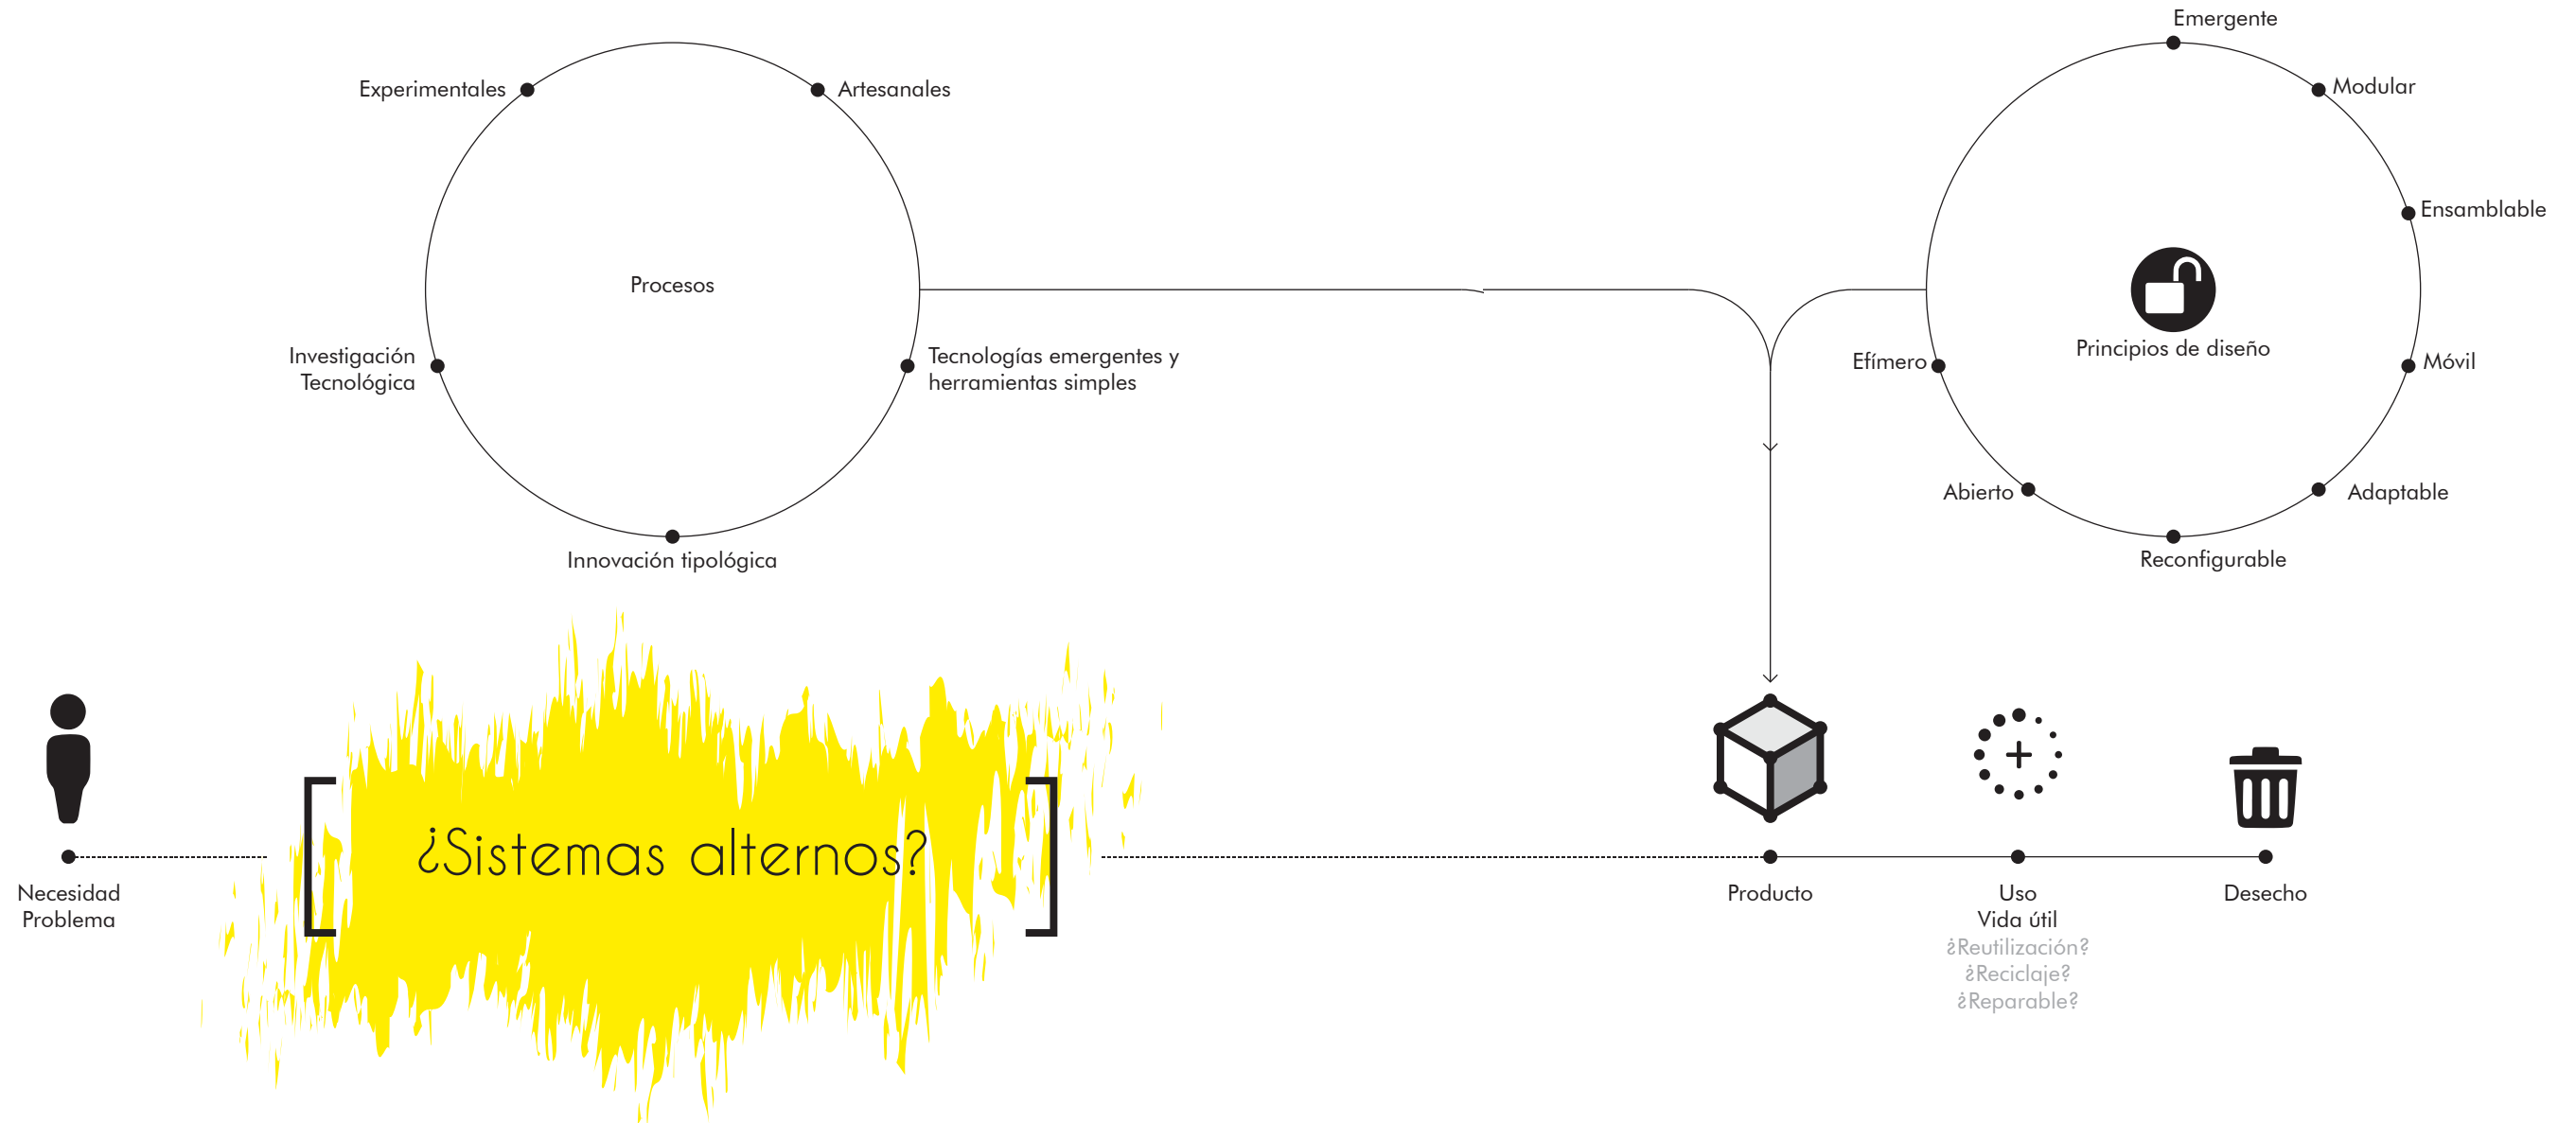 Experimentales
Artesanales
Procesos
Investigación
Tecnológica
Tecnologías emergentes y
herramientas simples
Innovación tipológica
Emergente
Modular
Ensamblable
Principios de diseño
Efímero
Móvil
Abierto
Adaptable
Reconfigurable
Necesidad
Problema
¿Sistemas alternos?
Producto
Uso
Vida útil
¿Reutilización?
¿Reciclaje?
¿Reparable?
Desecho